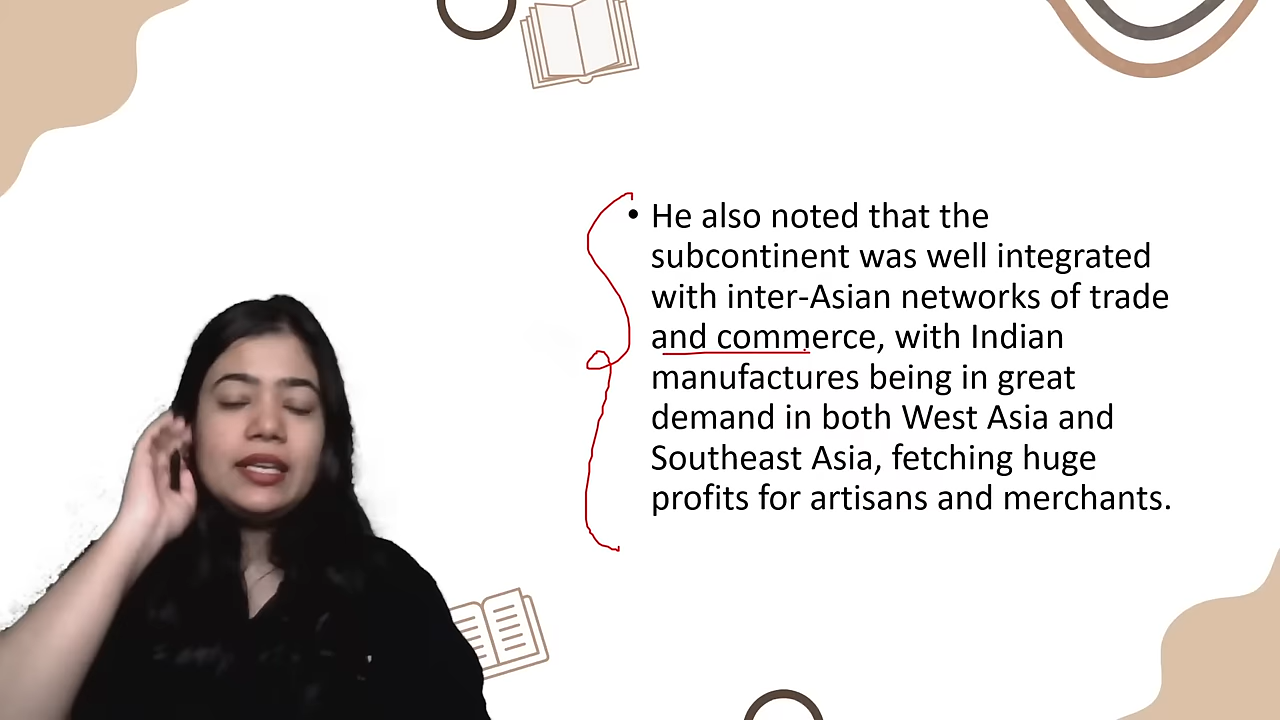 • He also noted that the
subcontinent was well integrated
with inter-Asian networks of trade
and commerce, with Indian
manufactures being in great
demand in both West Asia and
Southeast Asia, fetching huge
profits for artisans and merchants.